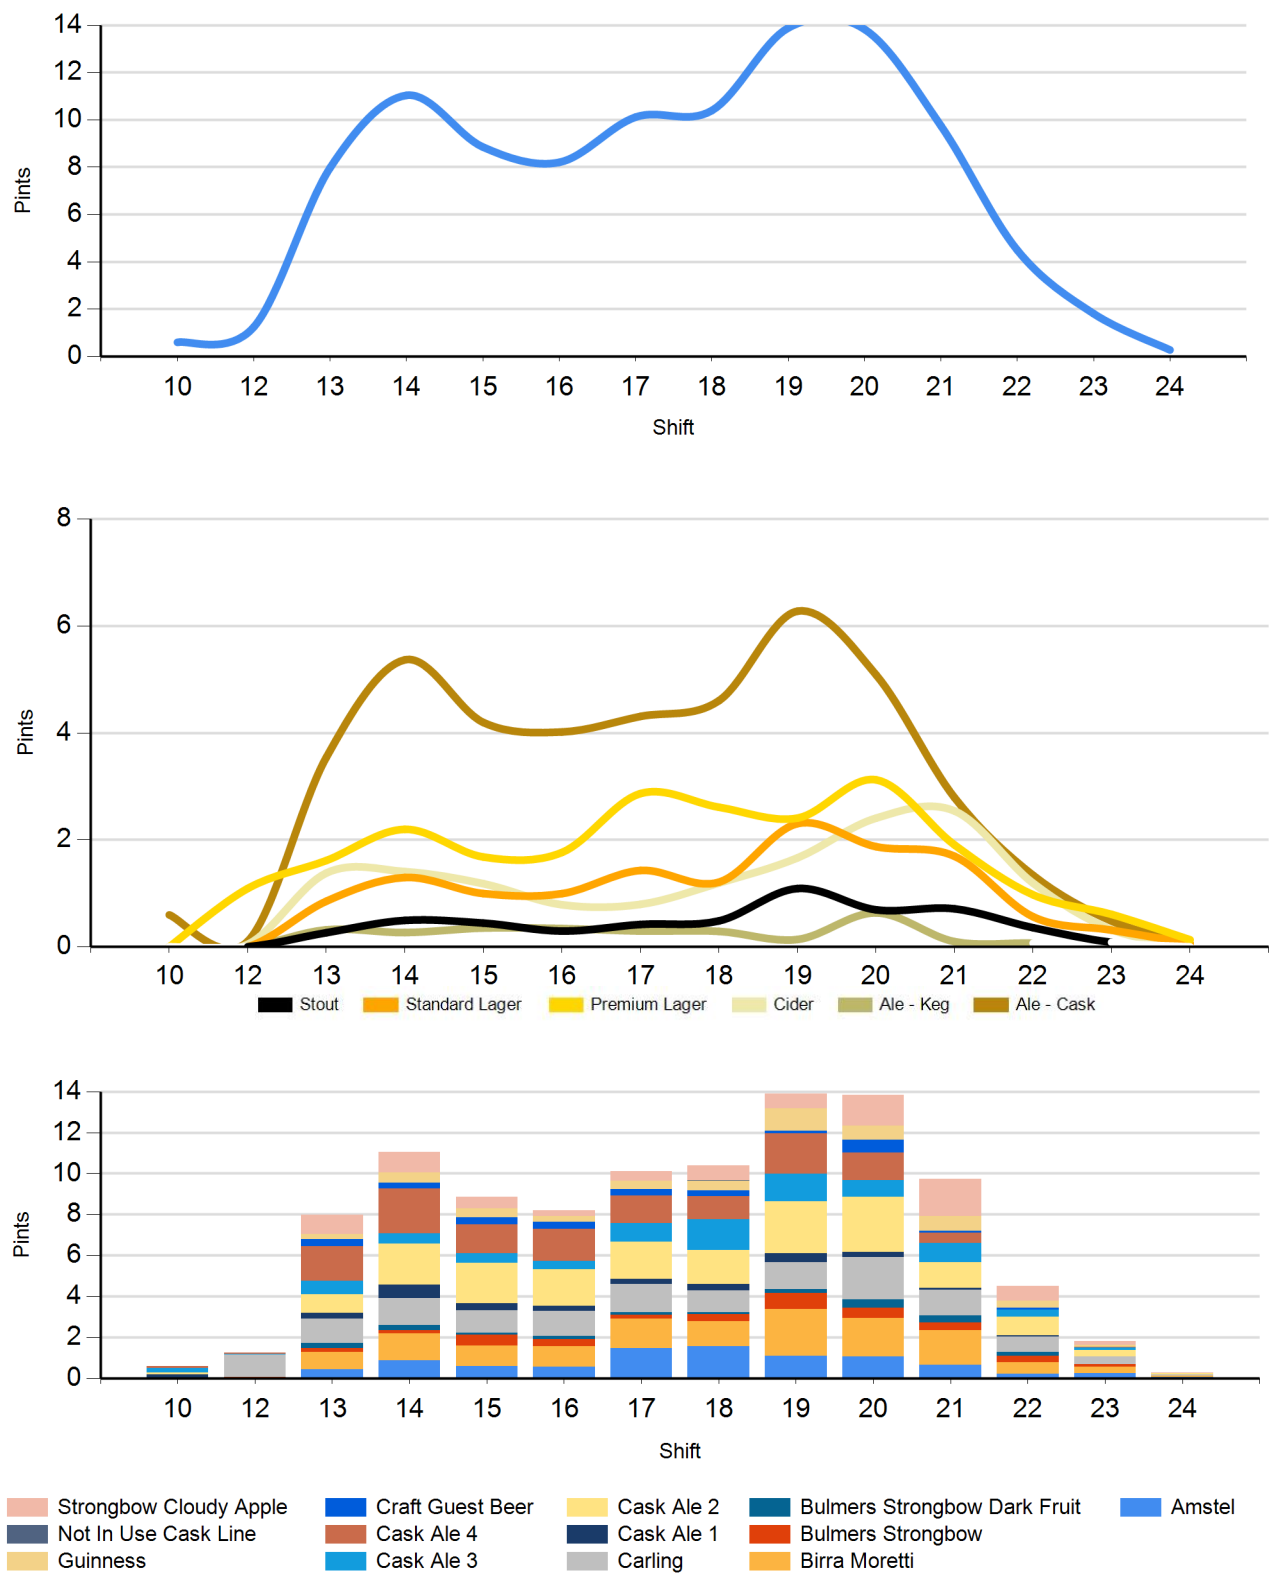 14
12
10
8
6
4
2
0
Pints
10 12 13 14 15 16 17 18 19 20 21 22 23 24
Shift
8
6
4
2
0
Pints
10 12 13 14 15 16 17 18 19 20 21 22 23 24
Stout Standard Lager Premium Lager Cider Ale - Keg Ale - Cask
14
12
10
8
6
4
2
0
Pints
10 12 13 14 15 16 17 18 19 20 21 22 23 24
Shift
Strongbow Cloudy Apple Craft Guest Beer Cask Ale 2 Bulmers Strongbow Dark Fruit Amstel
Not In Use Cask Line Cask Ale 4 Cask Ale 1 Bulmers Strongbow
Guinness Cask Ale 3 Carling Birra Moretti